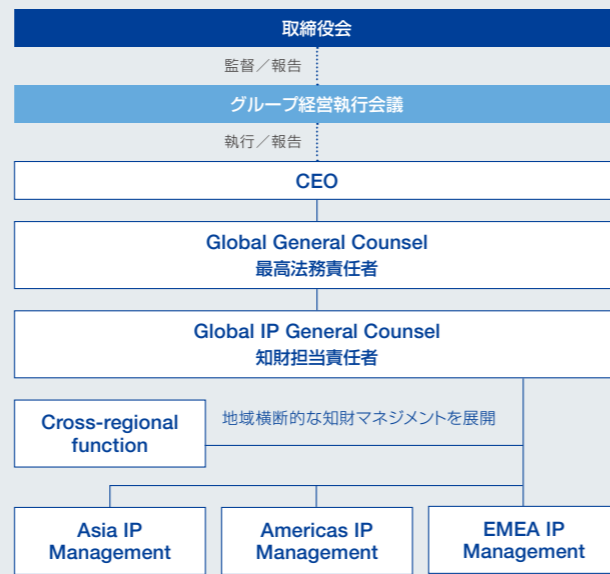 取締役会
監督／報告
グループ経営執行会議
執行／報告
CEO
Global General Counsel
最高法務責任者
Global IP General Counsel
知財担当責任者
Cross-regional
function
地域横断的な知財マネジメントを展開
Asia IP
Management
Americas IP
Management
EMEA IP
Management